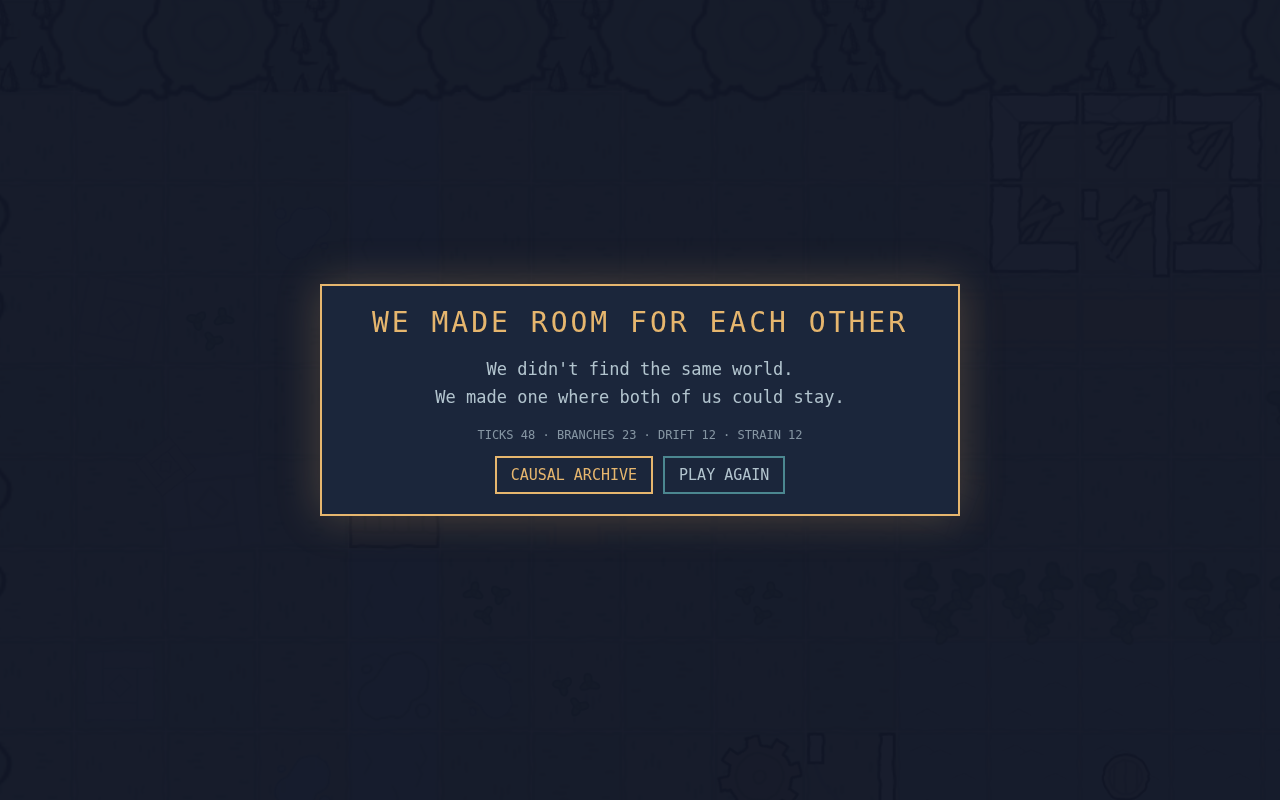 WE MADE ROOM FOR EACH OTHER
We didn't find the same world.
We made one where both of us could stay.
TICKS 48 · BRANCHES 23 · DRIFT 12 · STRAIN 12
CAUSAL ARCHIVE
PLAY AGAIN